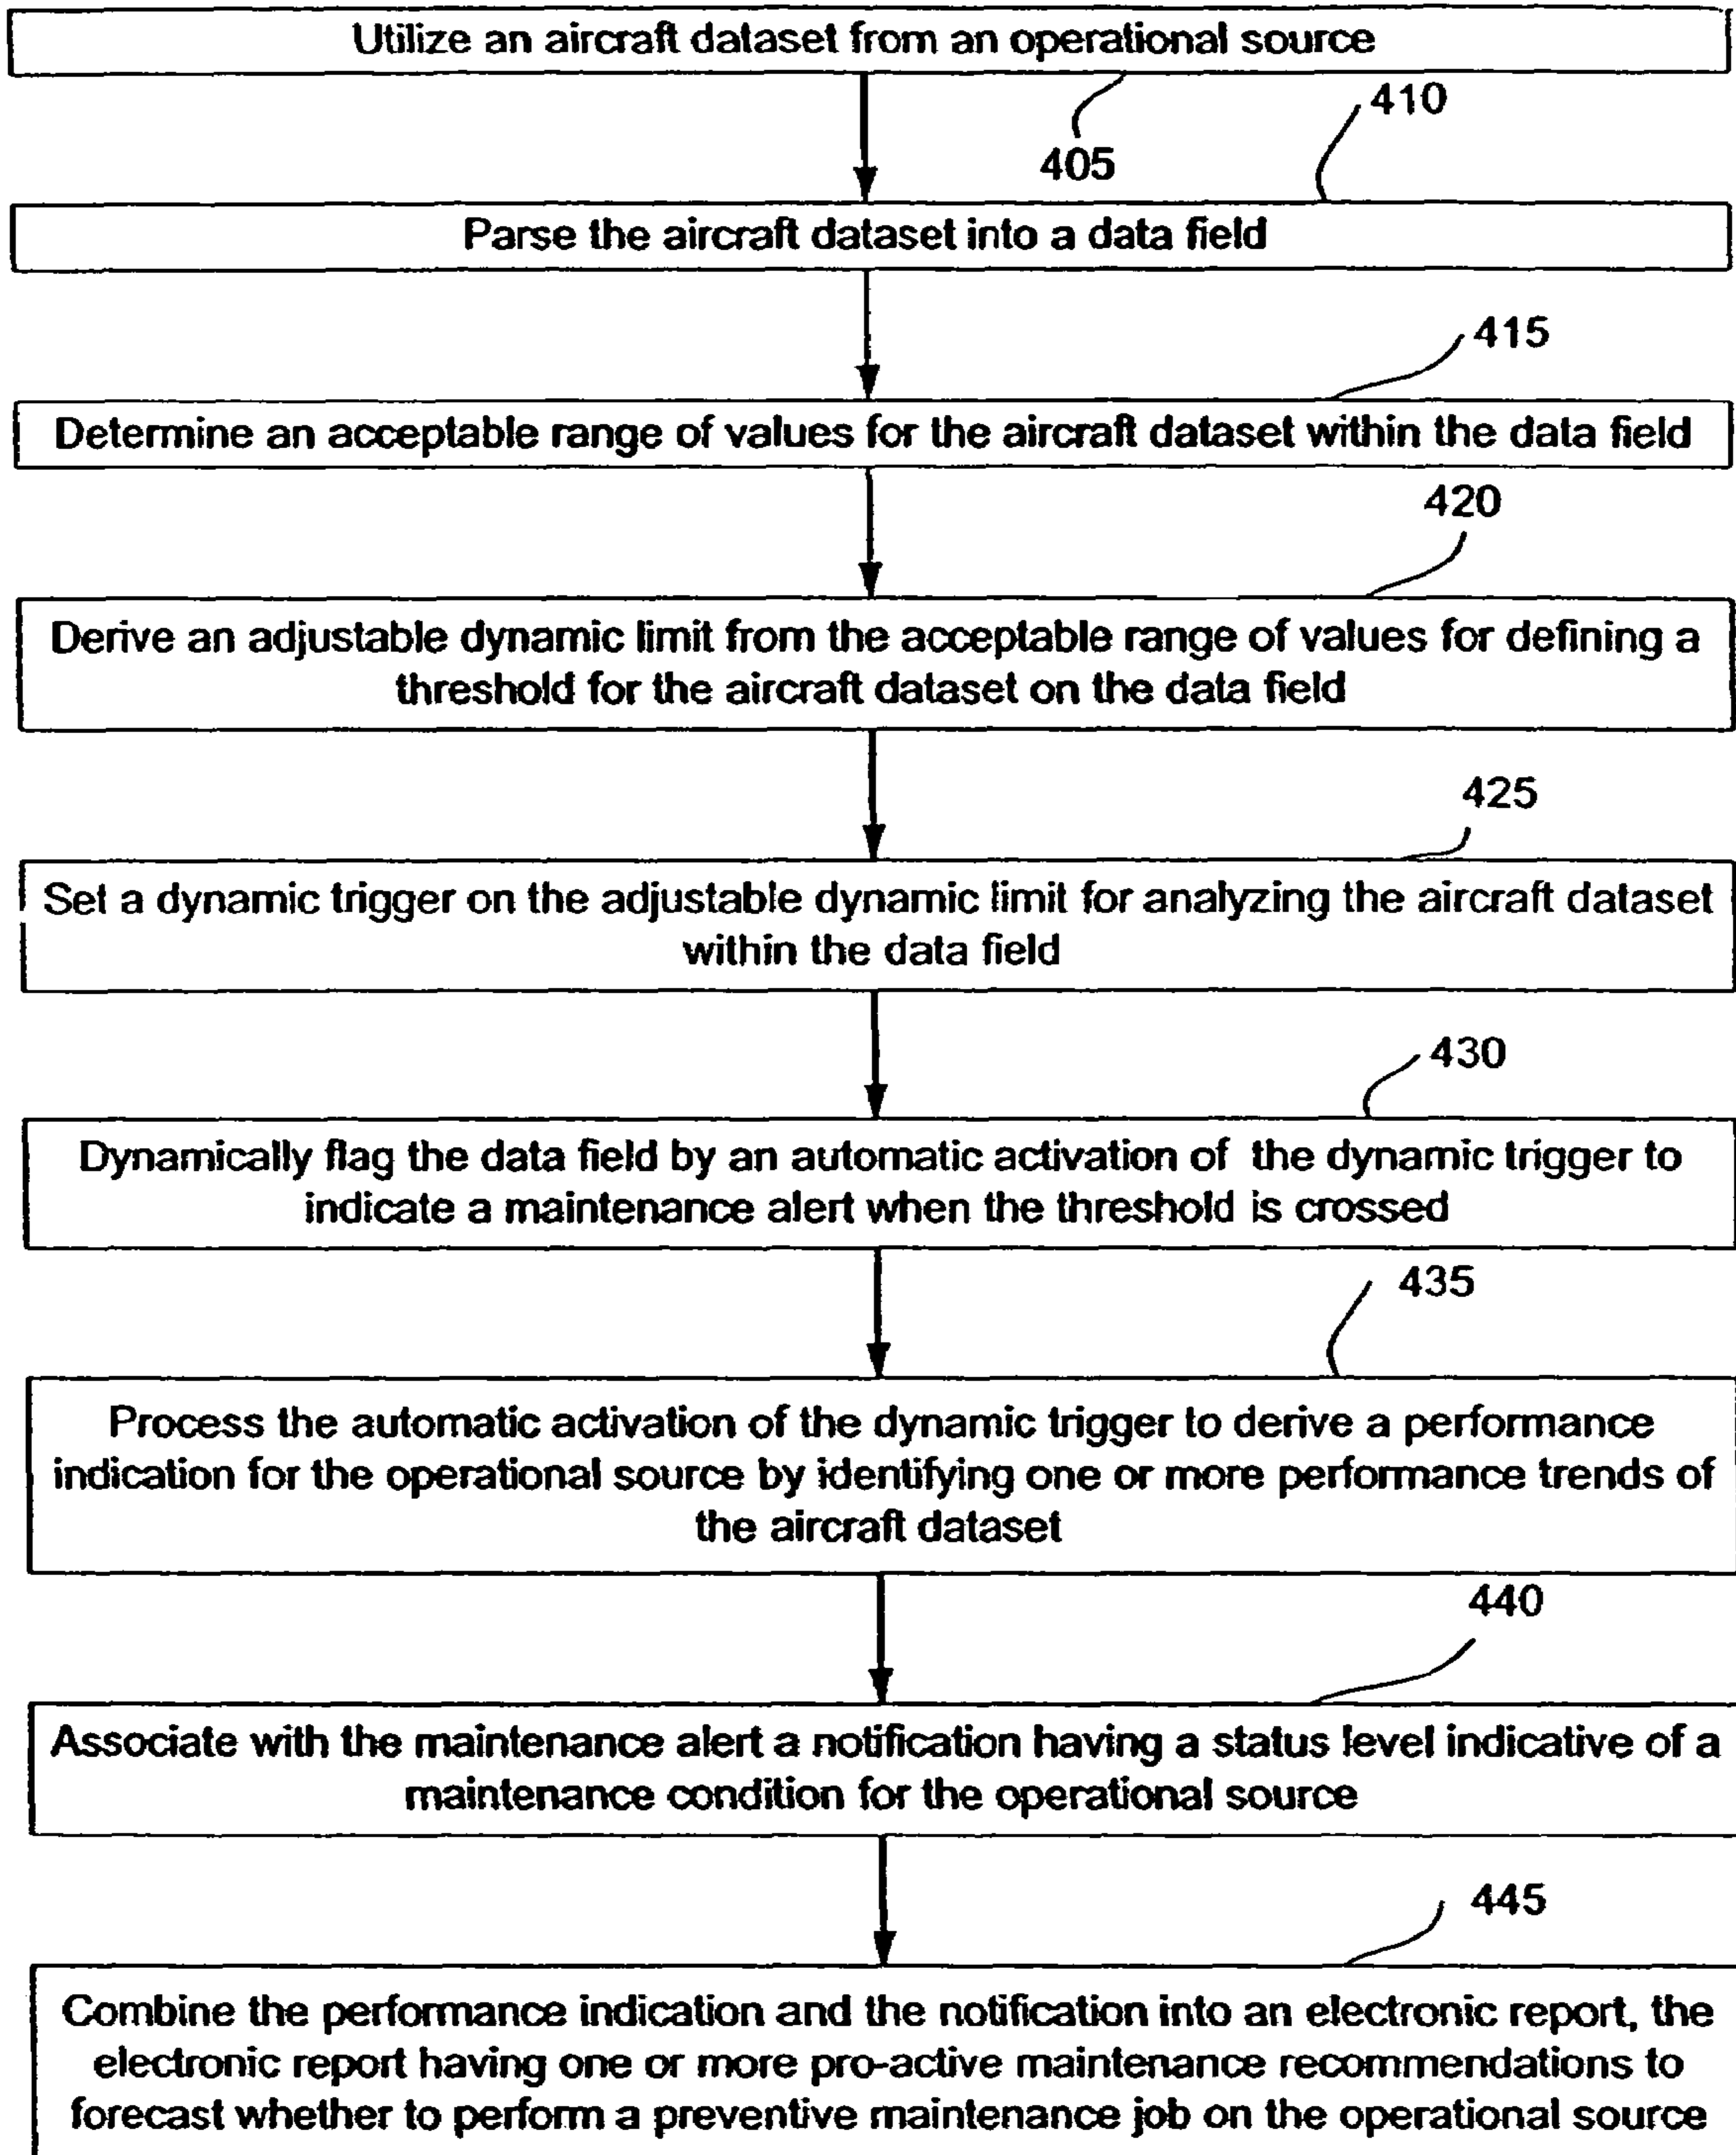 Utilize an aircraft dataset from an operational source
405
410
Parse the aircraft dataset into a data field
415
Determine an acceptable range of values for the aircraft dataset within the data field
420
Derive an adjustable dynamic limit from the acceptable range of values for defining a
threshold for the aircraft dataset on the data field
425
Set a dynamic trigger on the adjustable dynamic limit for analyzing the aircraft dataset
within the data field
430
Dynamically flag the data field by an automatic activation of the dynamic trigger to
indicate a maintenance alert when the threshold is crossed
435
Process the automatic activation of the dynamic trigger to derive a performance
indication for the operational source by identifying one or more performance trends of
the aircraft dataset
440
Associate with the maintenance alert a notification having a status level indicative of a
maintenance condition for the operational source
445
Combine the performance indication and the notification into an electronic report, the
electronic report having one or more pro-active maintenance recommendations to
forecast whether to perform a preventive maintenance job on the operational source